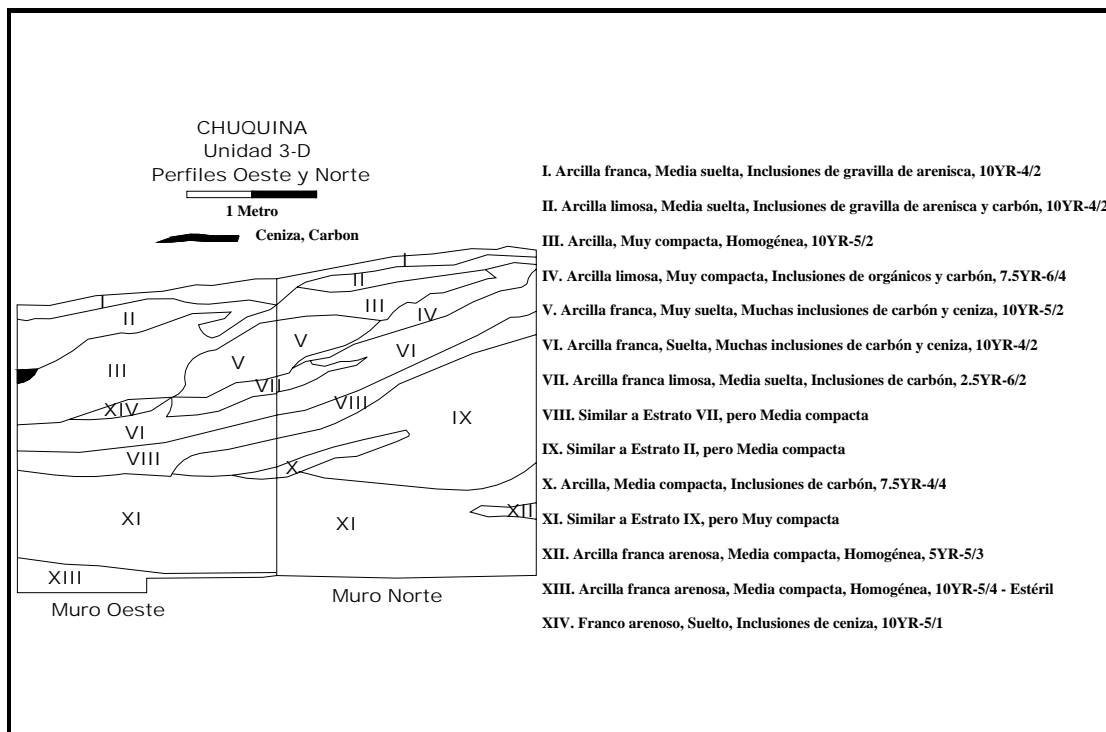 CHUQUINA
Unidad 3-D
Perfiles Oeste y Norte
1 Metro
Ceniza, Carbon
I. Arcilla franca, Media suelta, Inclusiones de gravilla de arenisca, 10YR-4/2
II. Arcilla limosa, Media suelta, Inclusiones de gravilla de arenisca y carbón, 10YR-4/2
III. Arcilla, Muy compacta, Homogénea, 10YR-5/2
IV. Arcilla limosa, Muy compacta, Inclusiones de orgánicos y carbón, 7.5YR-6/4
V. Arcilla franca, Muy suelta, Muchas inclusiones de carbón y ceniza, 10YR-5/2
VI. Arcilla franca, Suelta, Muchas inclusiones de carbón y ceniza, 10YR-4/2
VII. Arcilla franca limosa, Media suelta, Inclusiones de carbón, 2.5YR-6/2
VIII. Similar a Estrato VII, pero Media compacta
IX. Similar a Estrato II, pero Media compacta
X. Arcilla, Media compacta, Inclusiones de carbón, 7.5YR-4/4
XI. Similar a Estrato IX, pero Muy compacta
XII. Arcilla franca arenosa, Media compacta, Homogénea, 5YR-5/3
XIII. Arcilla franca arenosa, Media compacta, Homogénea, 10YR-5/4 - Estéril
XIV. Franco arenoso, Suelto, Inclusiones de ceniza, 10YR-5/1
I
II
III
XIV
VI
VIII
XI
XIII
V
VII
I
II
III
IV
V
VI
VIII
IX
X
XI
XII
Muro Oeste
Muro Norte